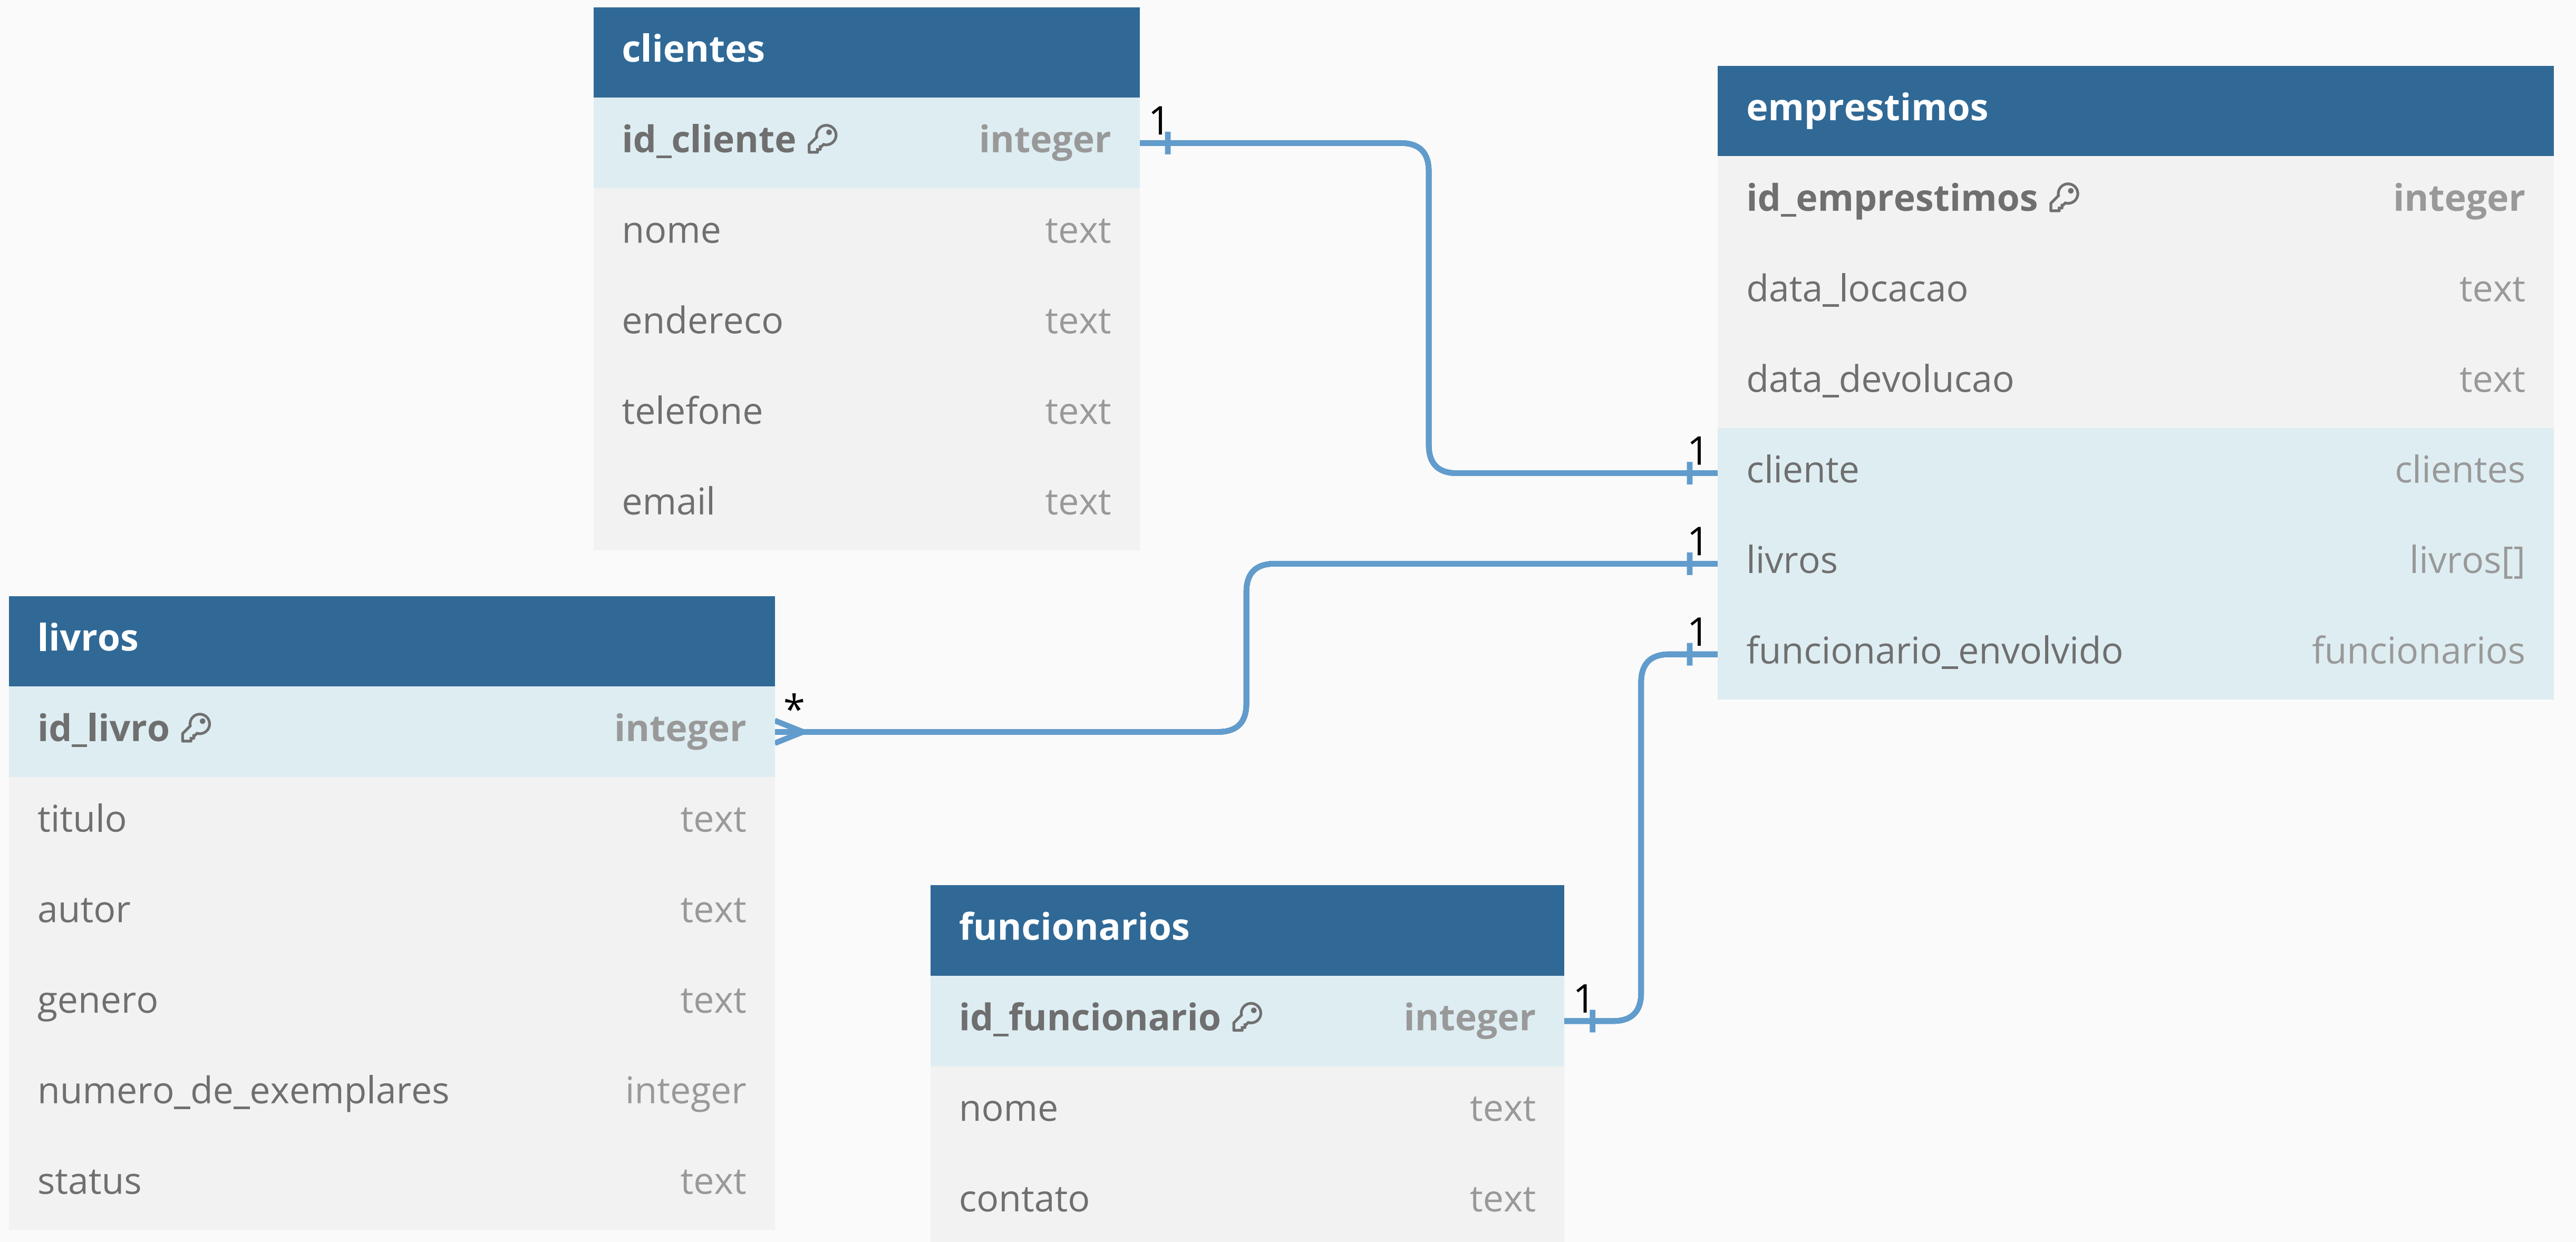 clientes
id_cliente integer
nome text
endereco text
telefone text
email text
1
emprestimos
id_emprestimos integer
data_locacao text
data_devolucao text
1
cliente clientes
1
livros livros[]
1
funcionario_envolvido funcionarios
livros
*
id_livro integer
titulo text
autor text
genero text
numero_de_exemplares integer
status text
funcionarios
1
id_funcionario integer
nome text
contato text